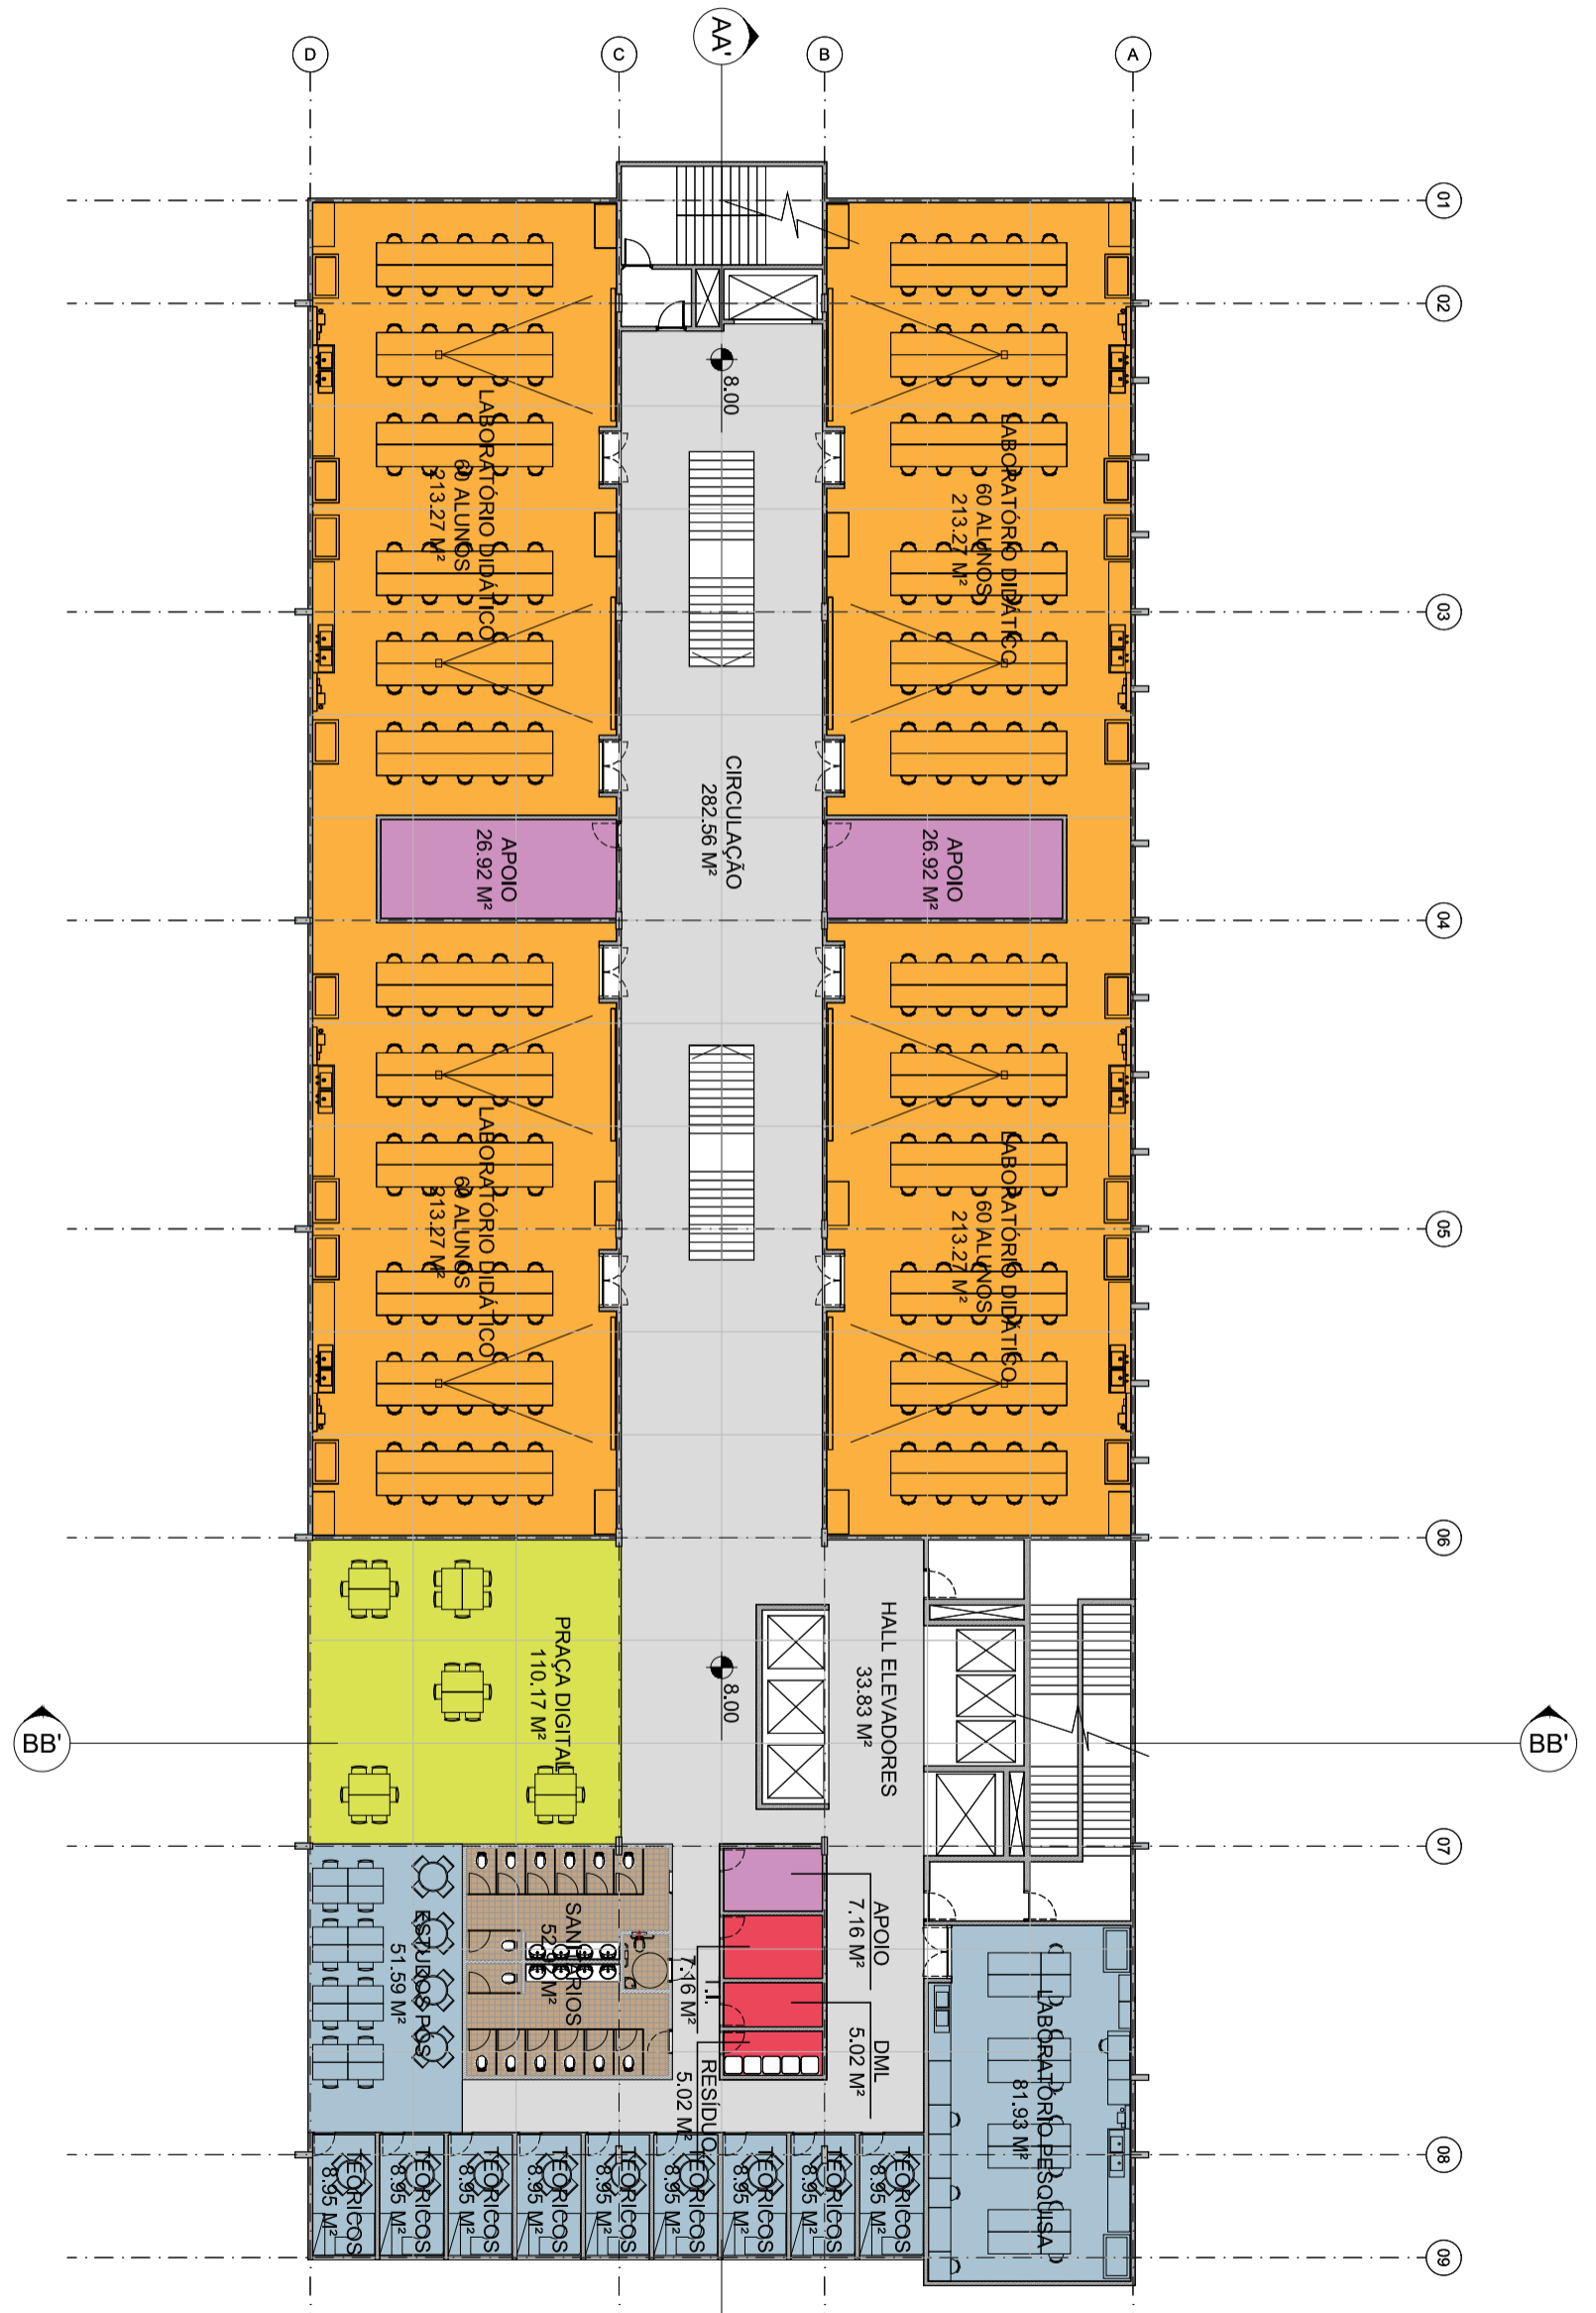 AA'
D
C
B
A
01
02
03
04
05
06
07
08
09
8.00
LABORATÓRIO DIDÁTICO
60 ALUNOS
213.27 M²
LABORATÓRIO DIDÁTICO
60 ALUNOS
213.27 M²
CIRCULAÇÃO
282.56 M²
APOIO
26.92 M²
APOIO
26.92 M²
LABORATÓRIO DIDÁTICO
60 ALUNOS
213.27 M²
LABORATÓRIO DIDÁTICO
60 ALUNOS
213.27 M²
PRAÇA DIGITAL
110.17 M²
8.00
HALL ELEVADORES
33.83 M²
BB'
BB'
ESTUDOS PÓS
51.59 M²
SANITÁRIOS
APOIO
7.16 M²
T.I.
7.16 M²
DML
5.02 M²
RESÍDUO
5.02 M²
LABORATÓRIO PESQUISA
81.93 M²
TEÓRICOS
8.95 M²
TEÓRICOS
8.95 M²
TEÓRICOS
8.95 M²
TEÓRICOS
8.95 M²
TEÓRICOS
8.95 M²
TEÓRICOS
8.95 M²
TEÓRICOS
8.95 M²
TEÓRICOS
8.95 M²
TEÓRICOS
8.95 M²